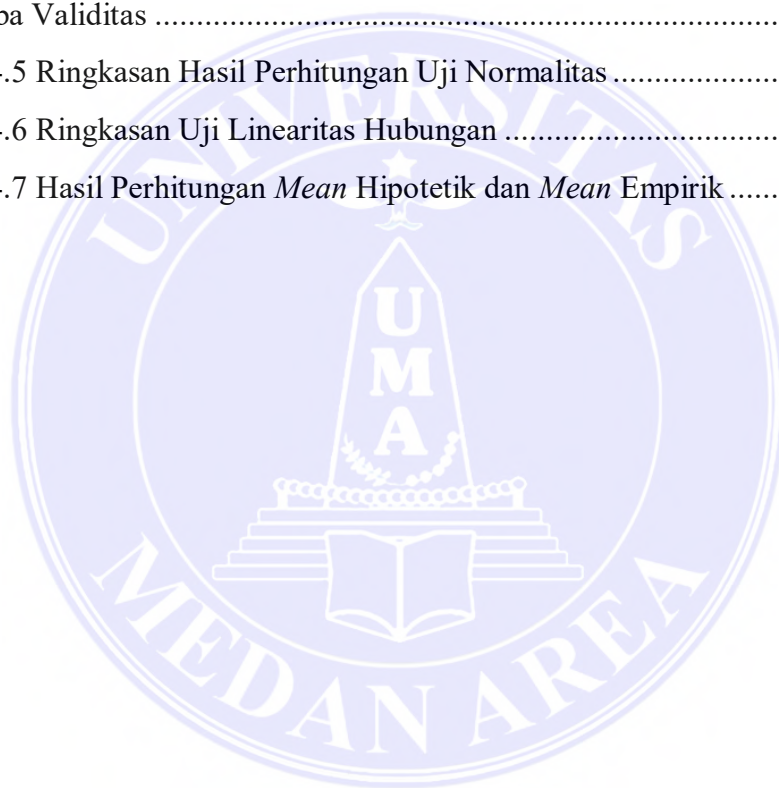 ba Validitas ....................................................................................
.5 Ringkasan Hasil Perhitungan Uji Normalitas .....................
.6 Ringkasan Uji Linearitas Hubungan ...................................
.7 Hasil Perhitungan Mean Hipotetik dan Mean Empirik ......
UNIVERSITAS
U
M
A
MEDAN AREA